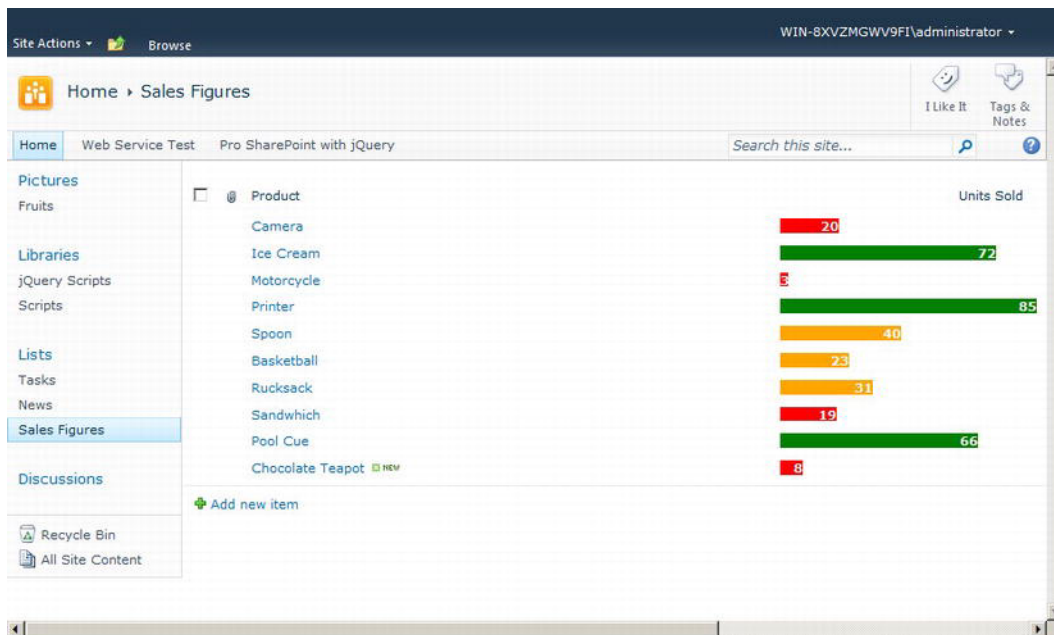 Site Actions Browse WIN-8XVZMGWV9FI\administrator
Home Sales Figures
I Like It
Tags &
Notes
Home Web Service Test Pro SharePoint with jQuery Search this site...
Pictures
Fruits
Libraries
jQuery Scripts
Scripts
Lists
Tasks
News
Sales Figures
Discussions
Recycle Bin
All Site Content
Product Units Sold
Camera 20
Ice Cream 72
Motorcycle 3
Printer 85
Spoon 40
Basketball 23
Rucksack 31
Sandwhich 19
Pool Cue 66
Chocolate Teapot NEW 8
Add new item